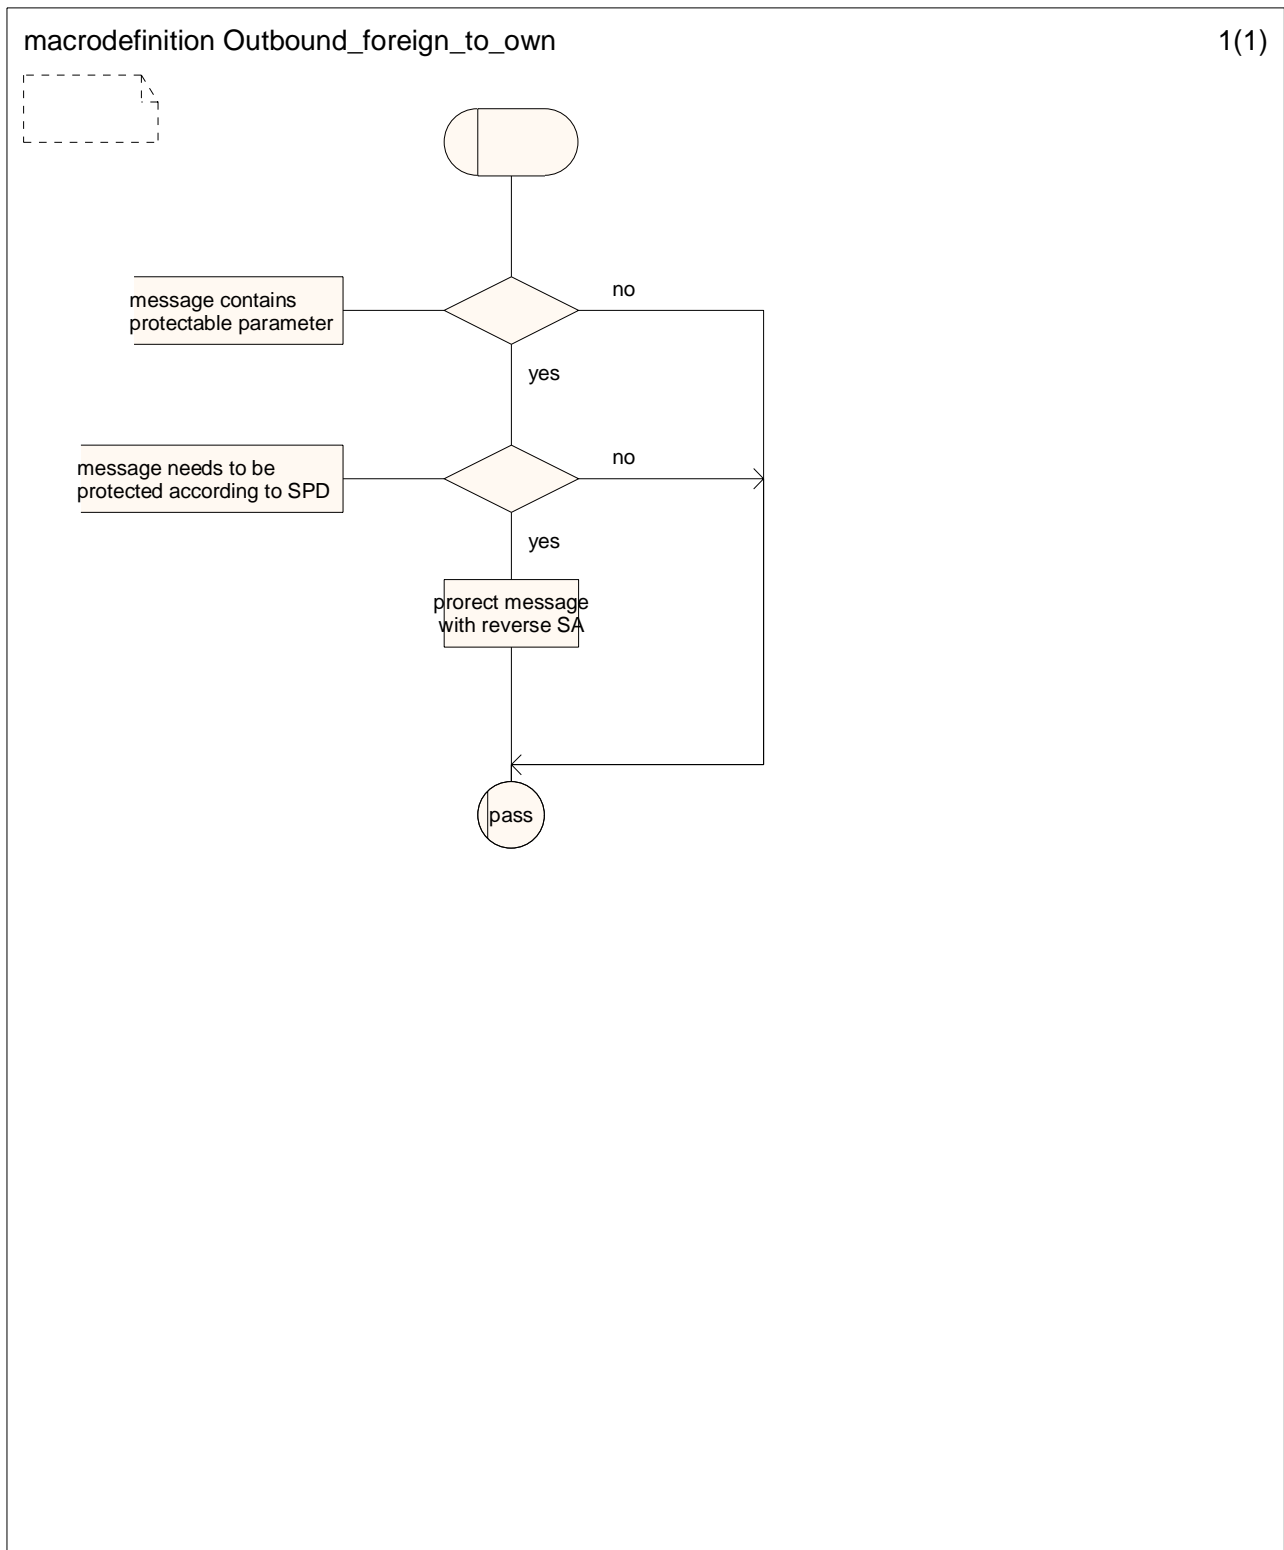 macrodefinition Outbound_foreign_to_own
1(1)
message contains
protectable parameter
no
yes
message needs to be
protected according to SPD
no
yes
prorect message
with reverse SA
pass